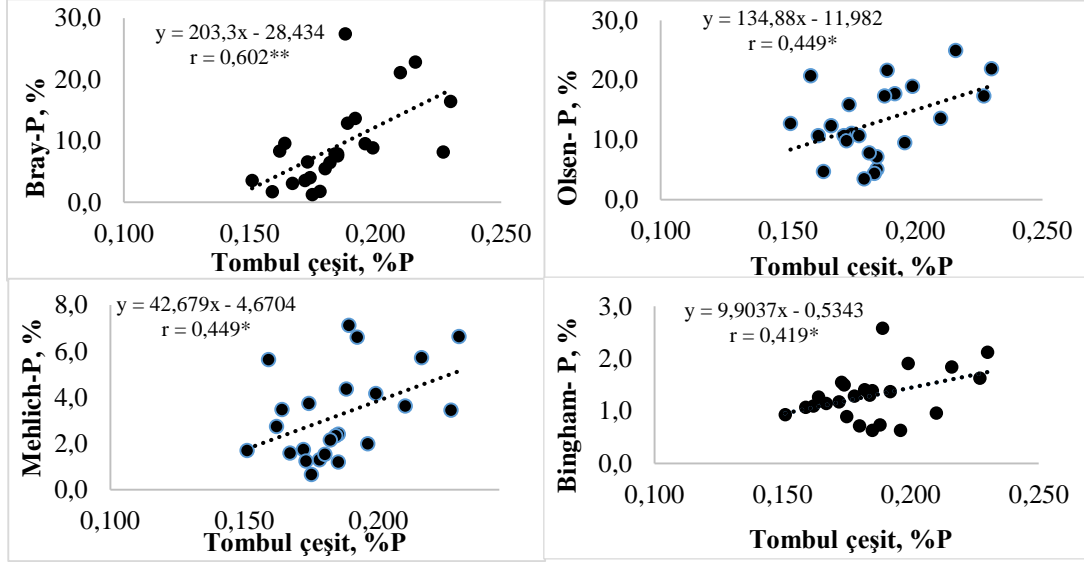 30,0
20,0
10,0
0,0
Bray-P, %
y = 203,3x - 28,434
r = 0,602**
0,100
0,150
0,200
0,250
Tombul çeşit, %P
30,0
20,0
10,0
0,0
Olsen- P, %
y = 134,88x - 11,982
r = 0,449*
0,100
0,150
0,200
0,250
Tombul çeşit, %P
8,0
6,0
4,0
2,0
0,0
Mehlich-P, %
y = 42,679x - 4,6704
r = 0,449*
0,100
0,150
0,200
Tombul çeşit, %P
3,0
2,0
1,0
0,0
Bingham- P, %
y = 9,9037x - 0,5343
r = 0,419*
0,100
0,150
0,200
0,250
Tombul çeşit, %P